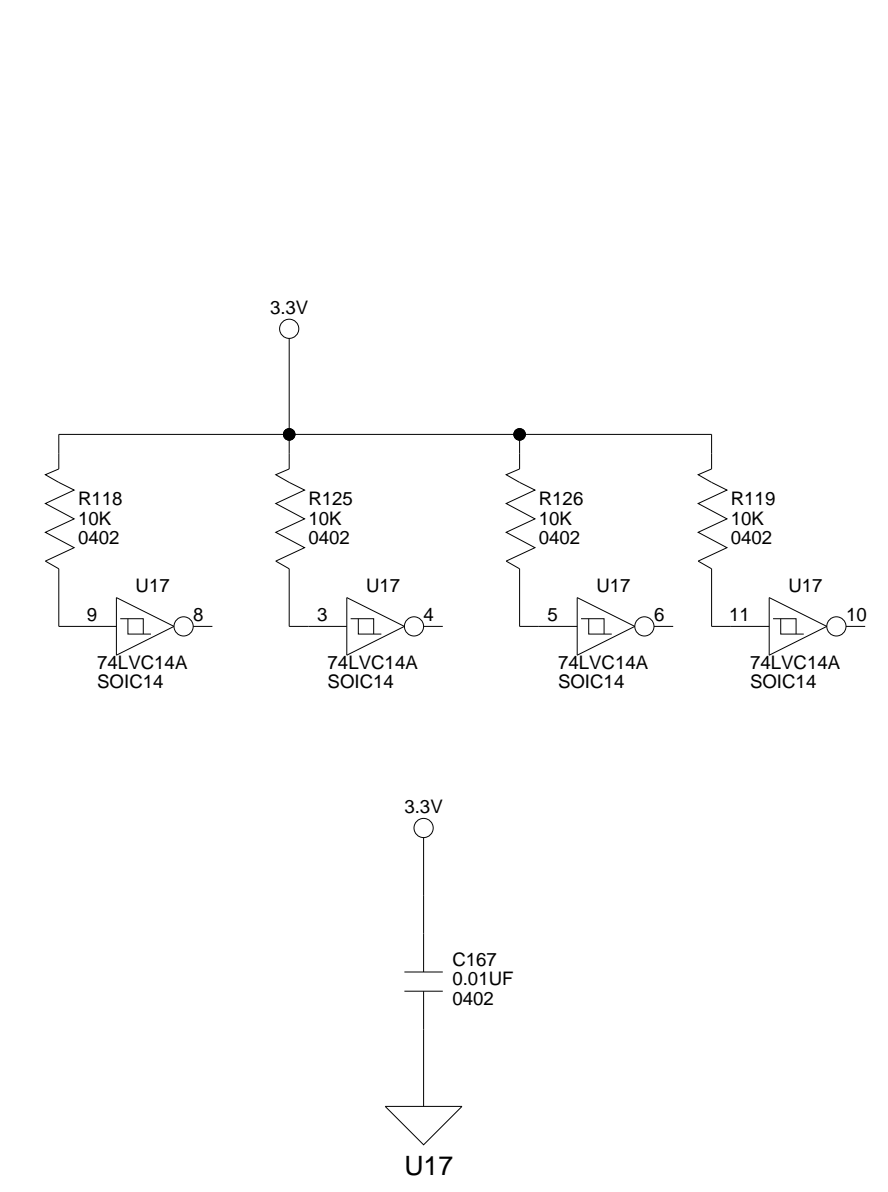 3.3V
R118
10K
0402
R125
10K
0402
R126
10K
0402
R119
10K
0402
U17
9
8
74LVC14A
SOIC14
U17
3
4
74LVC14A
SOIC14
U17
5
6
74LVC14A
SOIC14
U17
11
10
74LVC14A
SOIC14
3.3V
C167
0.01UF
0402
U17